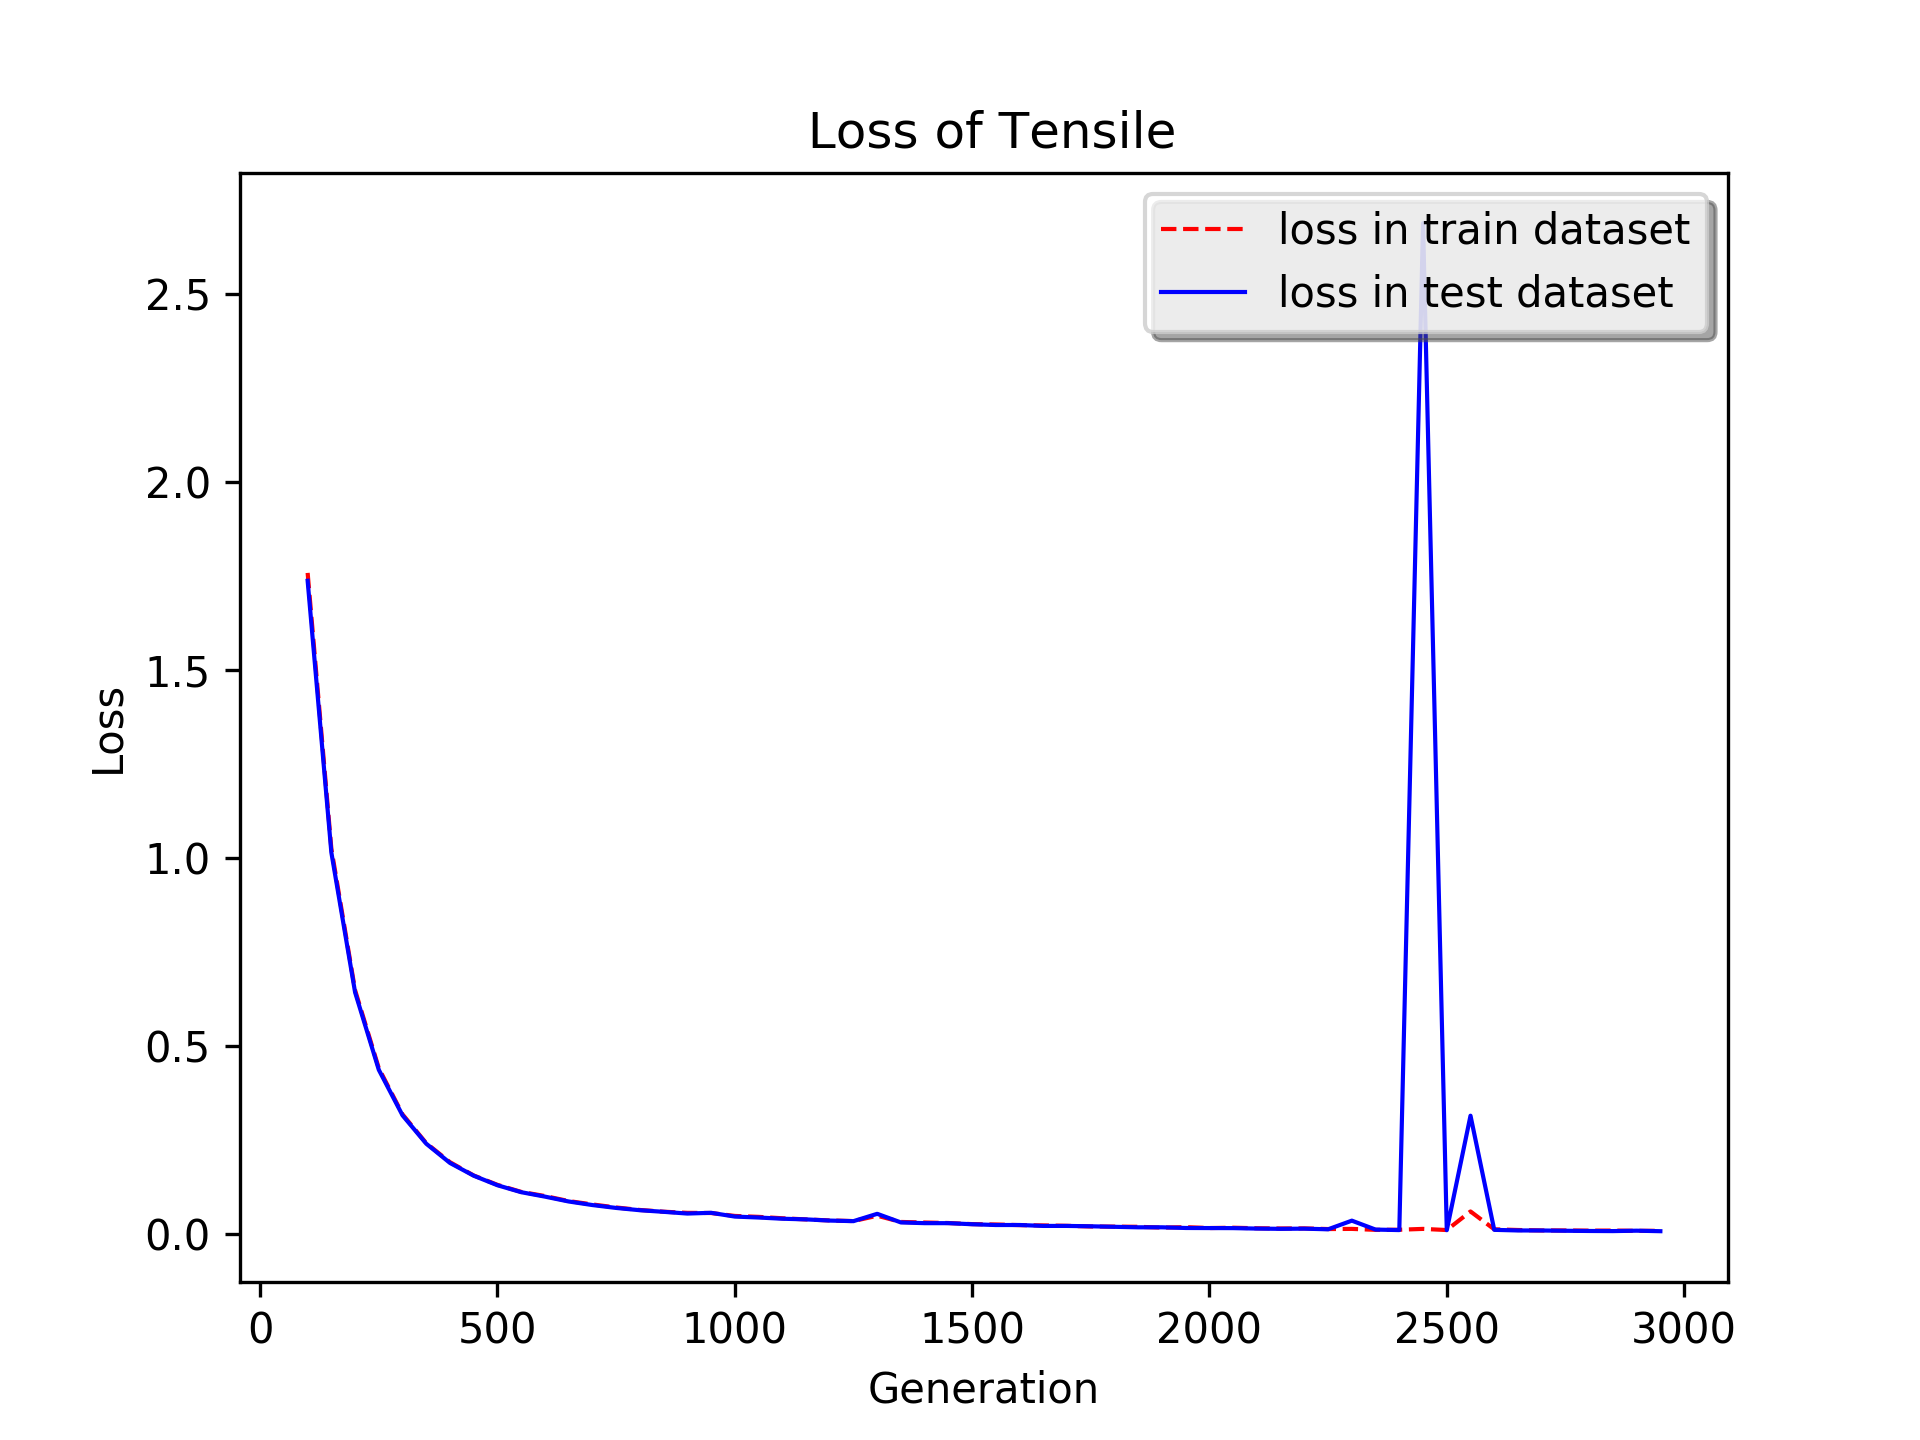 Loss of Tensile
loss in train dataset
loss in test dataset
2.5
2.0
1.5
1.0
0.5
0.0
Loss
0 500 1000 1500 2000 2500 3000
Generation